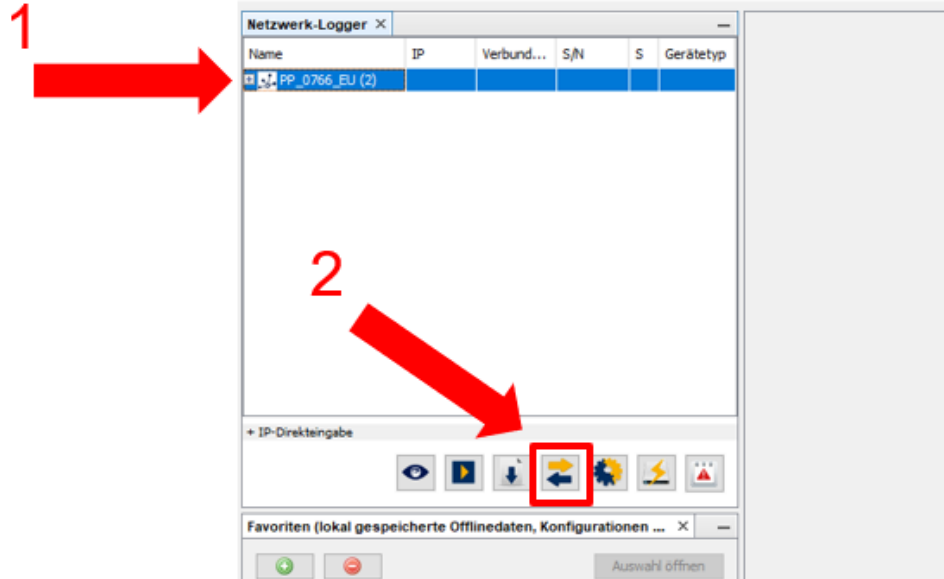 1
Netzwerk-Logger
Name IP Verbund... S/N S Gerätetyp
PP_0766_EU (2)
2
+ IP-Direkteingabe
Favoriten (lokal gespeicherte Offlinedaten, Konfigurationen ...
Auswahl öffnen